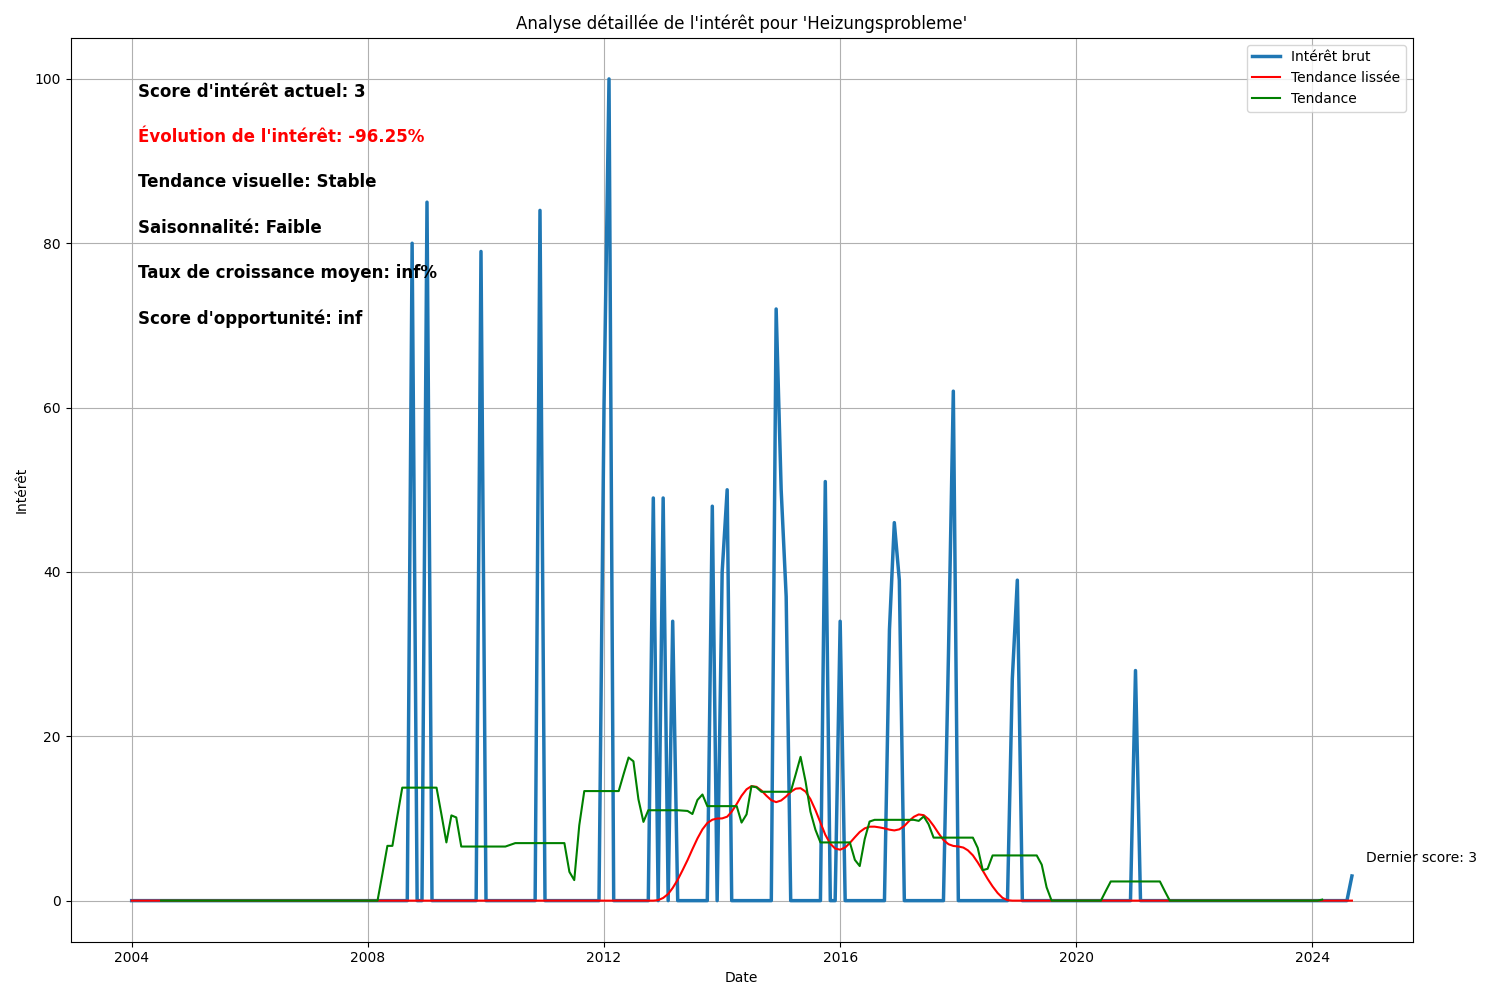 Analyse détaillée de l'intérêt pour 'Heizungsprobleme'
Intérêt brut
Tendance lissée
Tendance
Score d'intérêt actuel: 3
Évolution de l'intérêt: -96.25%
Tendance visuelle: Stable
Saisonnalité: Faible
Taux de croissance moyen: inf%
Score d'opportunité: inf
100
80
60
40
20
0
Intérêt
Dernier score: 3
2004 2008 2012 2016 2020 2024
Date